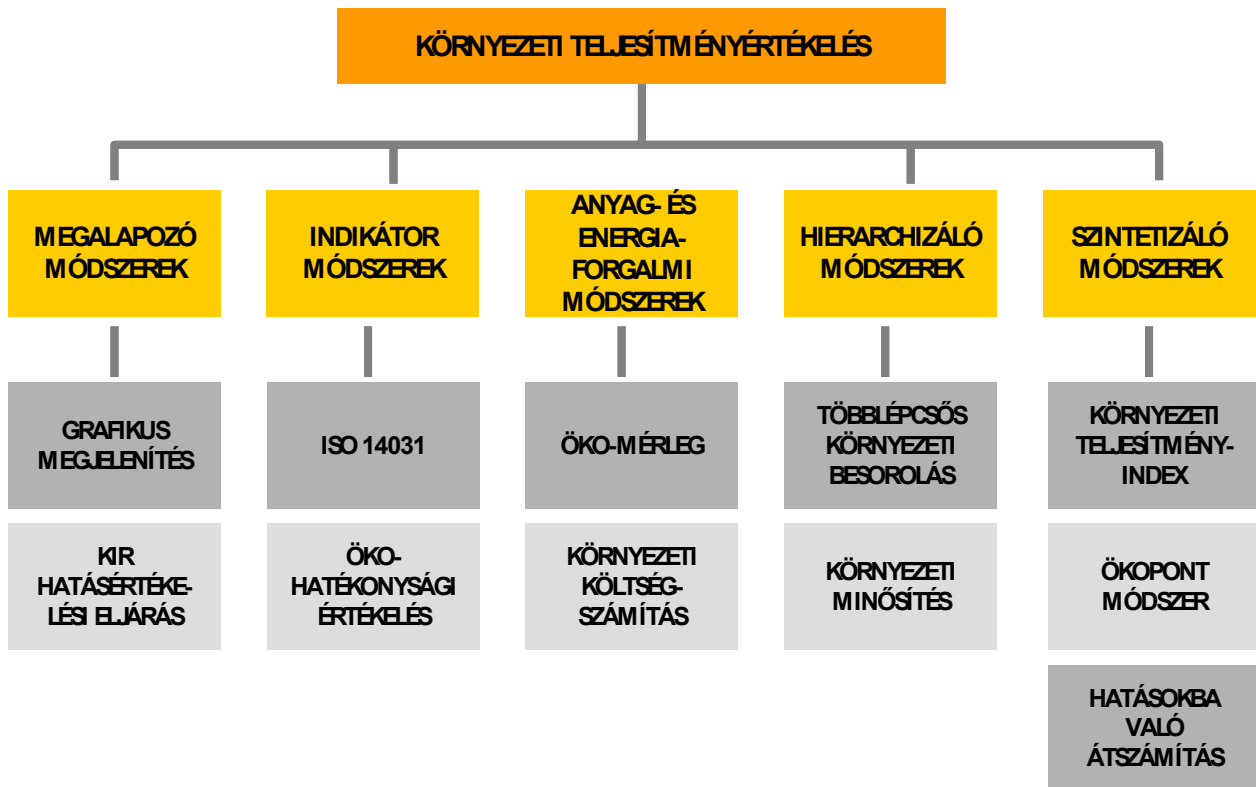 KÖRNYEZETI TELJESÍTMÉNYÉRTÉKELÉS
MEGALAPOZÓ
MÓDSZEREK
INDIKÁTOR
MÓDSZEREK
ANYAG- ÉS
ENERGIA-
FORGALMI
MÓDSZEREK
HIERARCHIZÁLÓ
MÓDSZEREK
SZINTETIZÁLÓ
MÓDSZEREK
GRAFIKUS
MEGJELENÍTÉS
ISO 14031
ÖKO-MÉRLEG
TÖBBLÉPCSŐS
KÖRNYEZETI
BESOROLÁS
KÖRNYEZETI
TELJESÍTMÉNY-
INDEX
KIR
HATÁSÉRTÉKE-
LÉSI ELJÁRÁS
ÖKO-
HATÉKONYSÁGI
ÉRTÉKELÉS
KÖRNYEZETI
KÖLTSÉG-
SZÁMÍTÁS
KÖRNYEZETI
MINŐSÍTÉS
ÖKOPONT
MÓDSZER
HATÁSOKBA
VALÓ
ÁTSZÁMÍTÁS